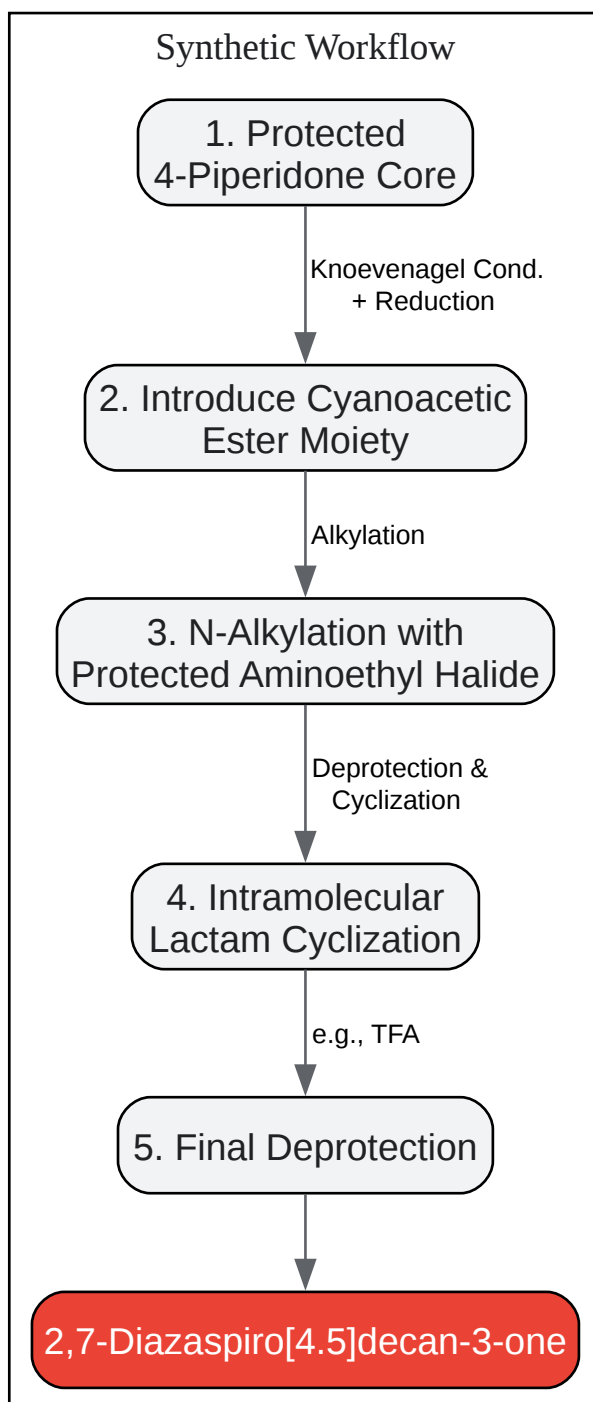 Synthetic Workflow
1. Protected
4-Piperidone Core
Knoevenagel Cond.
+ Reduction
2. Introduce Cyanoacetic
Ester Moiety
Alkylation
3. N-Alkylation with
Protected Aminoethyl Halide
Deprotection &
Cyclization
4. Intramolecular
Lactam Cyclization
e.g., TFA
5. Final Deprotection
2,7-Diazaspiro[4.5]decan-3-one